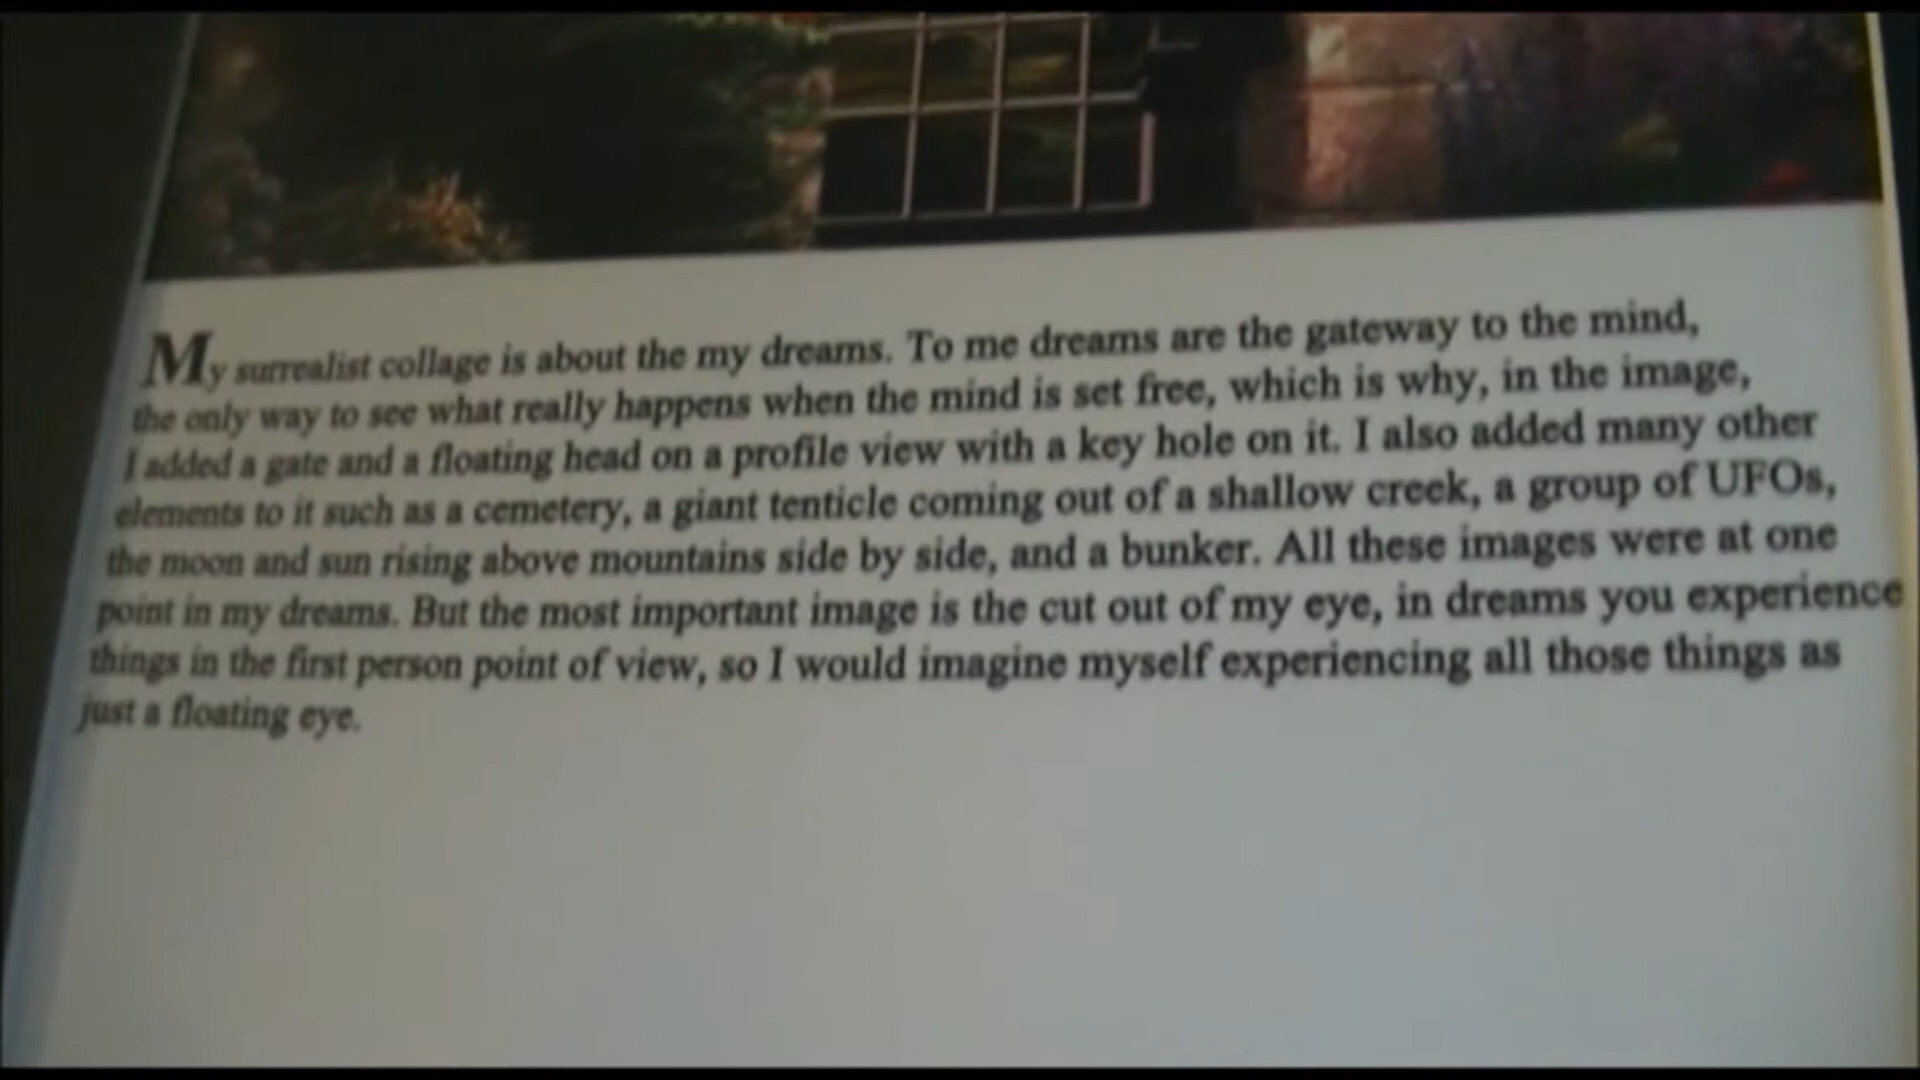 My surrealist collage is about the my dreams. To me dreams are the gateway to the mind,
the only way to see what really happens when the mind is set free, which is why, in the image,
I added a gate and a floating head on a profile view with a key hole on it. I also added many other
elements to it such as a cemetery, a giant tenticle coming out of a shallow creek, a group of UFOs,
the moon and sun rising above mountains side by side, and a bunker. All these images were at one
point in my dreams. But the most important image is the cut out of my eye, in dreams you experience
things in the first person point of view, so I would imagine myself experiencing all those things as
just a floating eye.